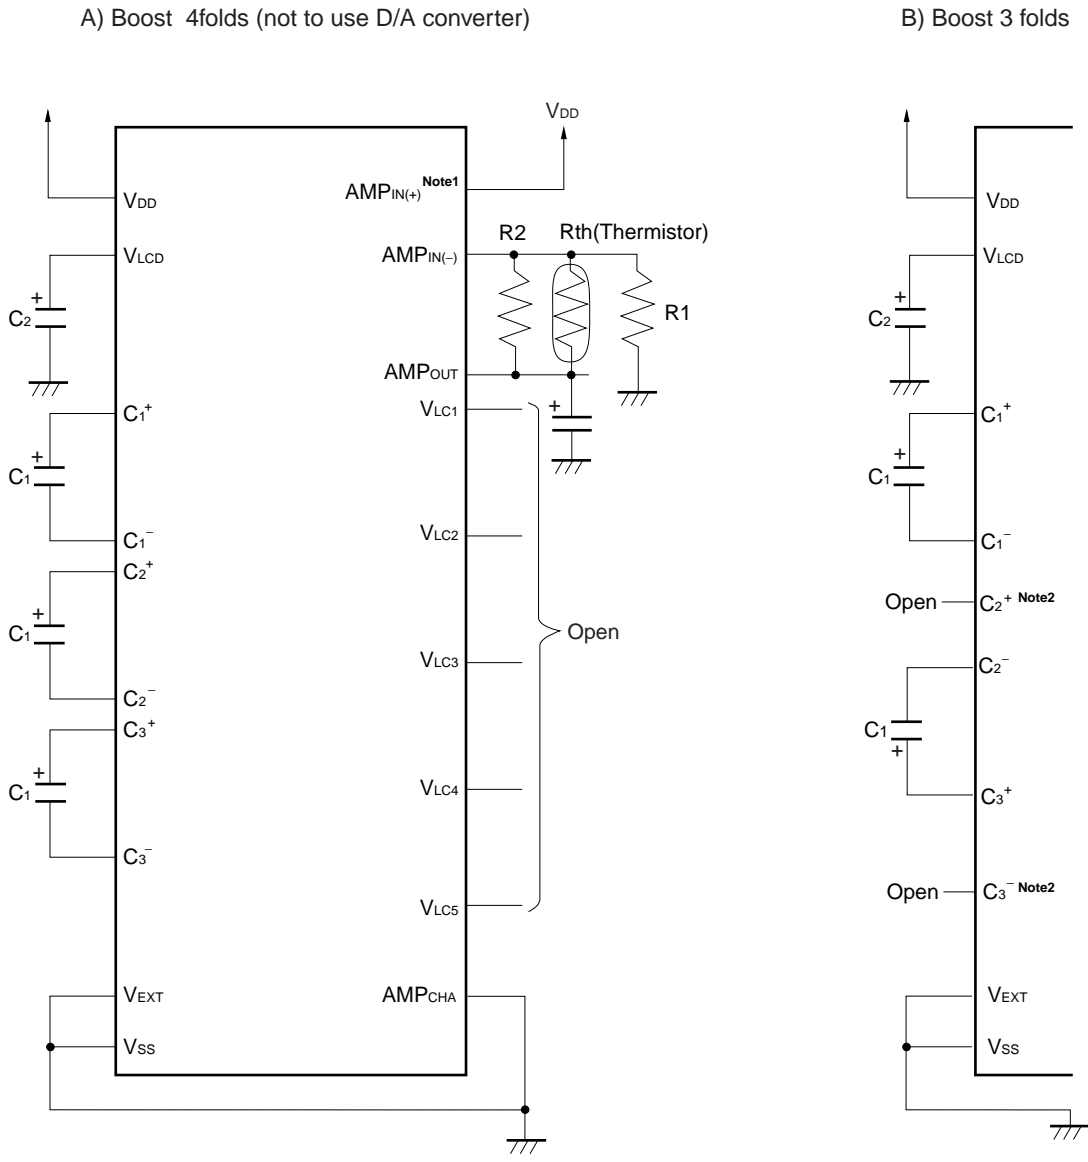 A) Boost 4folds (not to use D/A converter)
VDD
VDD
AMPIN(+) Note1
VLCD
AMPIN(−)
R2
Rth(Thermistor)
R1
+
C2
AMPOUT
+
C1+
VLC1
+
C1
C1−
VLC2
C2+
+
C1
Open
VLC3
C2−
C3+
+
C1
VLC4
C3−
VLC5
VEXT
AMPCHA
VSS
B) Boost 3 folds
VDD
VLCD
+
C2
C1+
+
C1
C1−
Open
C2+ Note2
C2−
C1
+
C3+
Open
C3− Note2
VEXT
VSS